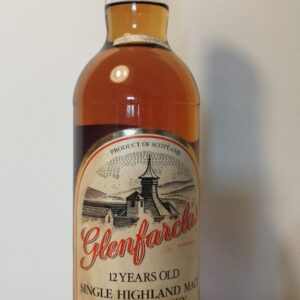 PRODUCT OF SCOTLAND
Glenfarclas
12 YEARS OLD
SINGLE HIGHLAND MALT